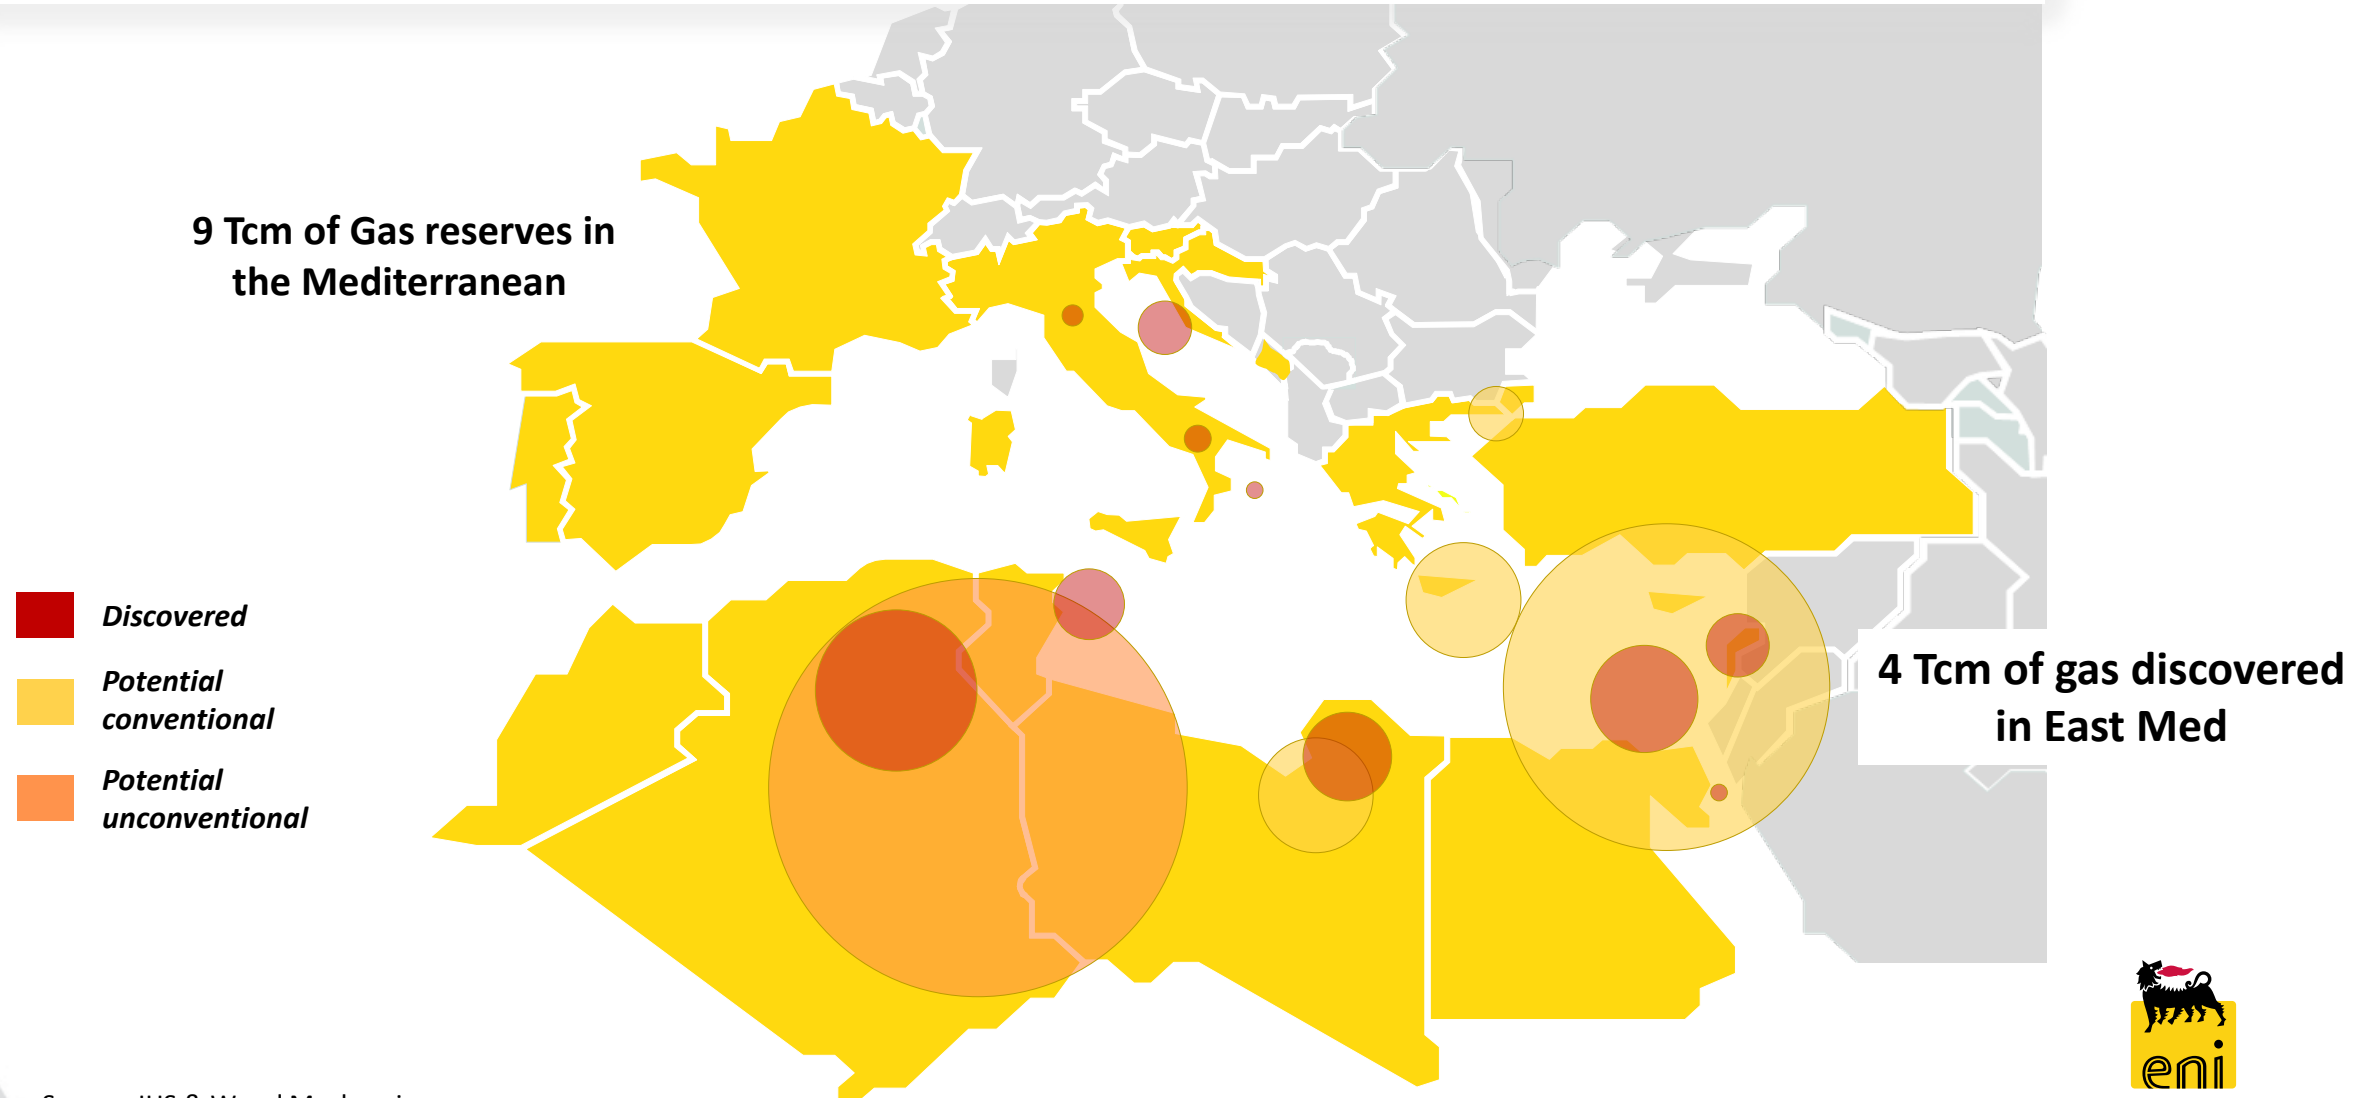 9 Tcm of Gas reserves in
the Mediterranean
Discovered
Potential
conventional
Potential
unconventional
4 Tcm of gas discovered
in East Med
eni